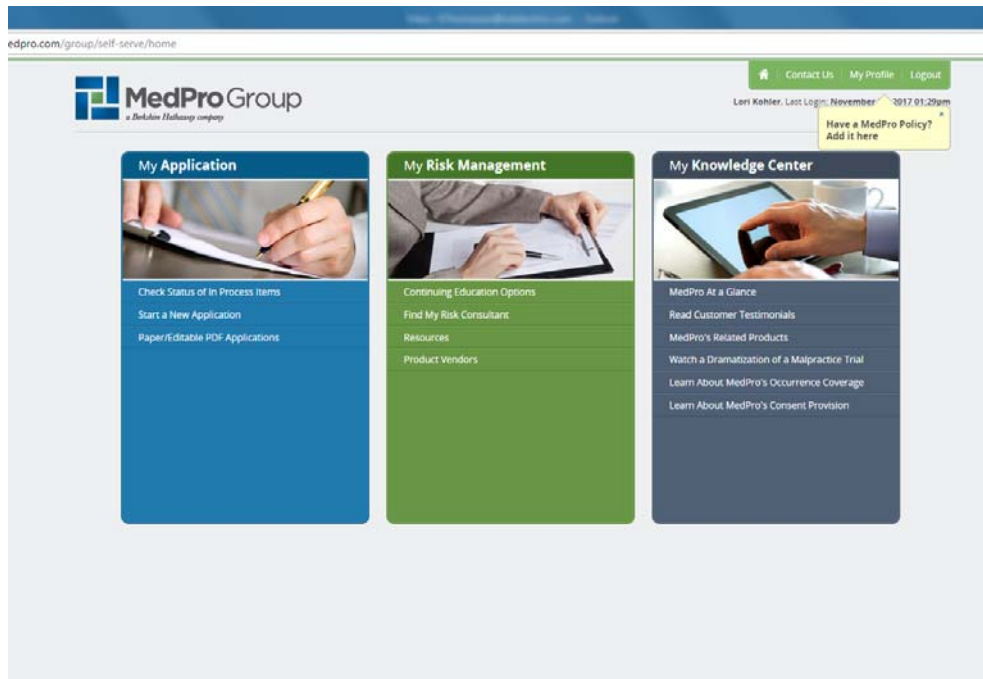 edpro.com/group/self-serve/home
Contact Us My Profile Logout
MedPro Group
a Berkshire Hathaway company
Lori Kohler, Last Login: November 2017 01:29pm
Have a MedPro Policy?
Add it here
My Application
Check Status of In Process Items
Start a New Application
Paper/Editable PDF Applications
My Risk Management
Continuing Education Options
Find My Risk Consultant
Resources
Product Vendors
My Knowledge Center
MedPro At a Glance
Read Customer Testimonials
MedPro's Related Products
Watch a Dramatization of a Malpractice Trial
Learn About MedPro's Occurrence Coverage
Learn About MedPro's Consent Provision